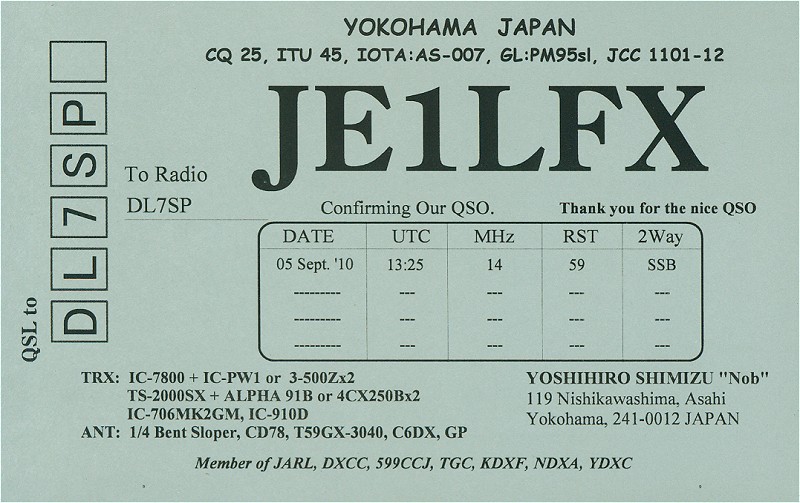 YOKOHAMA JAPAN
CQ 25, ITU 45, IOTA:AS-007, GL:PM95sl, JCC 1101-12
JE1LFX
QSL to DL7SP
To Radio
DL7SP
Confirming Our QSO.
Thank you for the nice QSO
DATE UTC MHz RST 2Way
05 Sept. '10 13:25 14 59 SSB
--------- --- --- --- ---
--------- --- --- --- ---
--------- --- --- --- ---
TRX: IC-7800 + IC-PW1 or 3-500Zx2
TS-2000SX + ALPHA 91B or 4CX250Bx2
IC-706MK2GM, IC-910D
ANT: 1/4 Bent Sloper, CD78, T59GX-3040, C6DX, GP
YOSHIHIRO SHIMIZU "Nob"
119 Nishikawashima, Asahi
Yokohama, 241-0012 JAPAN
Member of JARL, DXCC, 599CCJ, TGC, KDXF, NDXA, YDXC